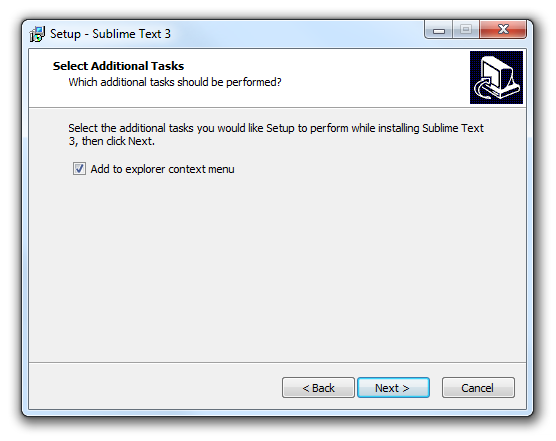 Setup - Sublime Text 3
Select Additional Tasks
Which additional tasks should be performed?
Select the additional tasks you would like Setup to perform while installing Sublime Text
3, then click Next.
Add to explorer context menu
< Back Next > Cancel